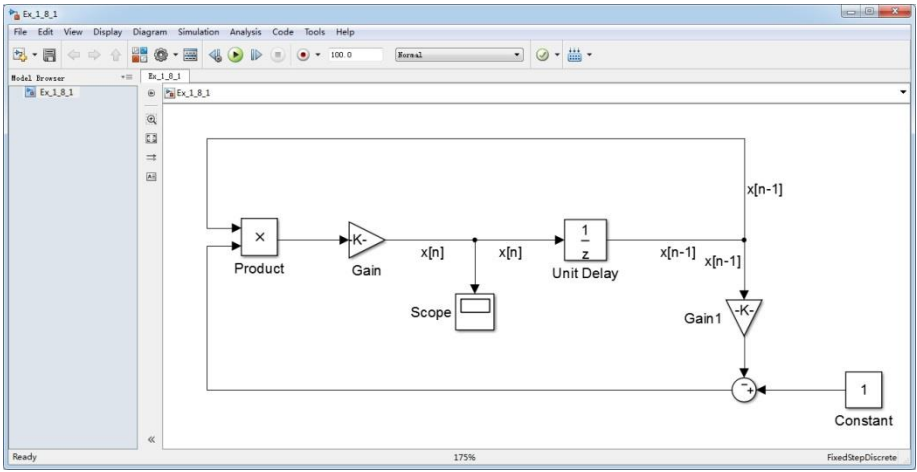 Ex_1_8_1
File Edit View Display Diagram Simulation Analysis Code Tools Help
100.0 Normal
Model Browser
Ex_1_8_1
Ex_1_8_1
Ex_1_8_1
x[n-1]
×
Product
-K-
Gain
x[n]
x[n]
1
z
Unit Delay
x[n-1]
x[n-1]
Scope
Gain1
-K-
1
Constant
Ready 175% FixedStepDiscrete